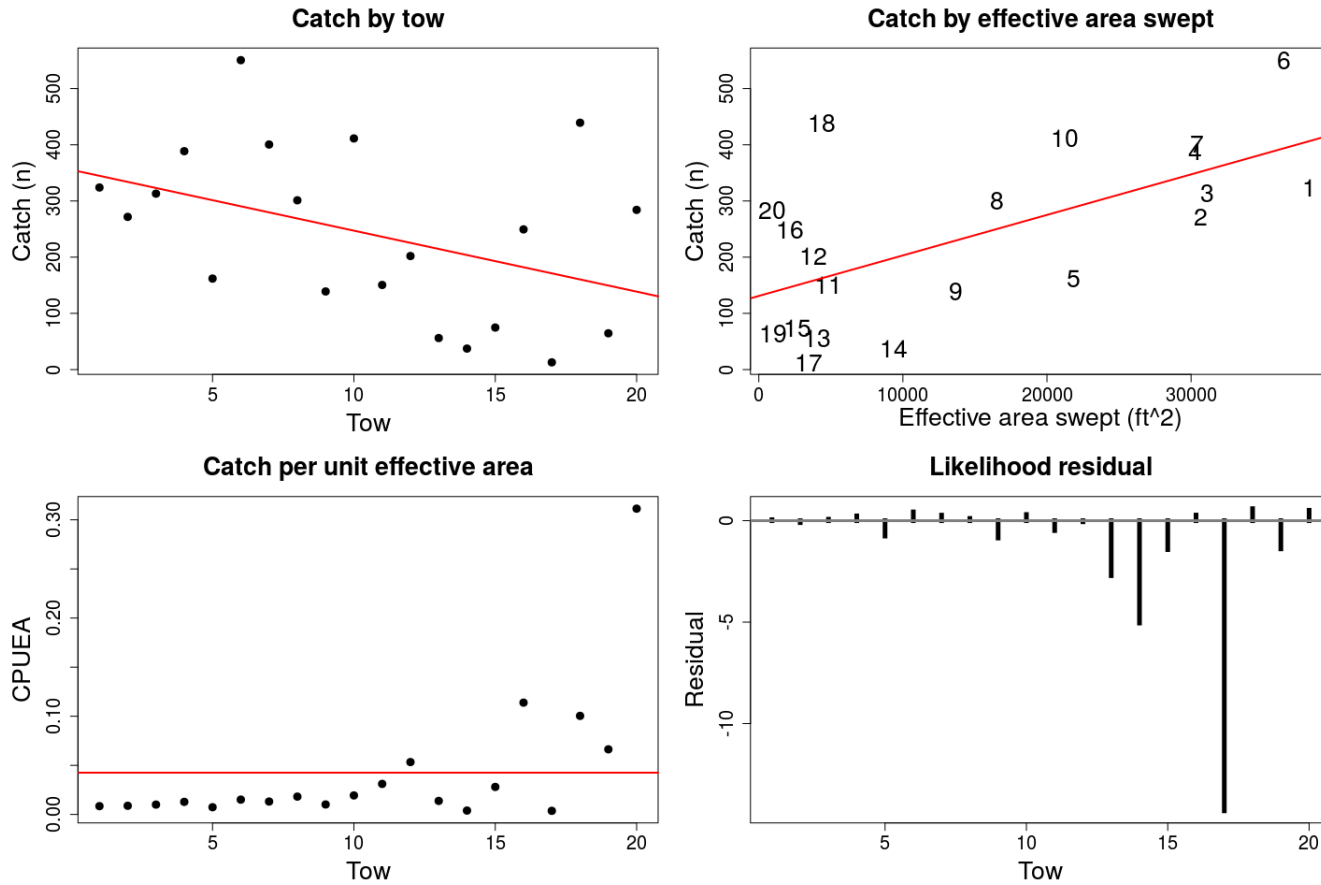 Catch by tow
Catch (n)
0 100 200 300 400 500
5 10 15 20
Tow
Catch by effective area swept
Catch (n)
0 100 200 300 400 500
6
18
10
7
4
1
3
2
8
20
16
12
11
5
9
19
15
13
14
17
0 10000 20000 30000
Effective area swept (ft^2)
Catch per unit effective area
CPUEA
0.00 0.10 0.20 0.30
5 10 15 20
Tow
Likelihood residual
Residual
-10 -5 0
5 10 15 20
Tow